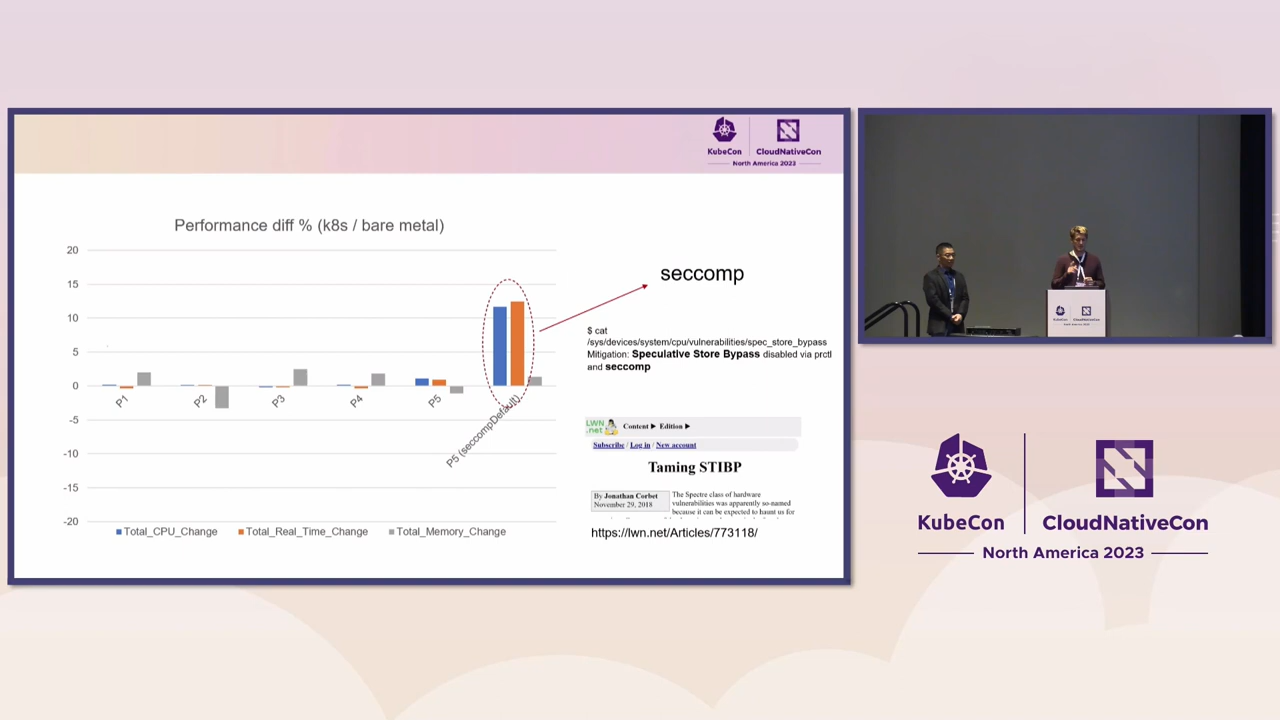 KubeCon
CloudNativeCon
North America 2023
Performance diff % (k8s / bare metal)
20
15
10
5
0
-5
-10
-15
-20
P1
P2
P3
P4
P5
P5 (seccompDefault)
Total_CPU_Change
Total_Real_Time_Change
Total_Memory_Change
seccomp
$ cat
/sys/devices/system/cpu/vulnerabilities/spec_store_bypass
Mitigation: Speculative Store Bypass disabled via prctl
and seccomp
LWN
.net
Content
Edition
Subscribe / Log in / New account
Taming STIBP
By Jonathan Corbet
November 29, 2018
The Spectre class of hardware
vulnerabilities was apparently so-named
because it can be expected to haunt us for
https://lwn.net/Articles/773118/
KubeCon
CloudNativeCon
KubeCon
CloudNativeCon
North America 2023